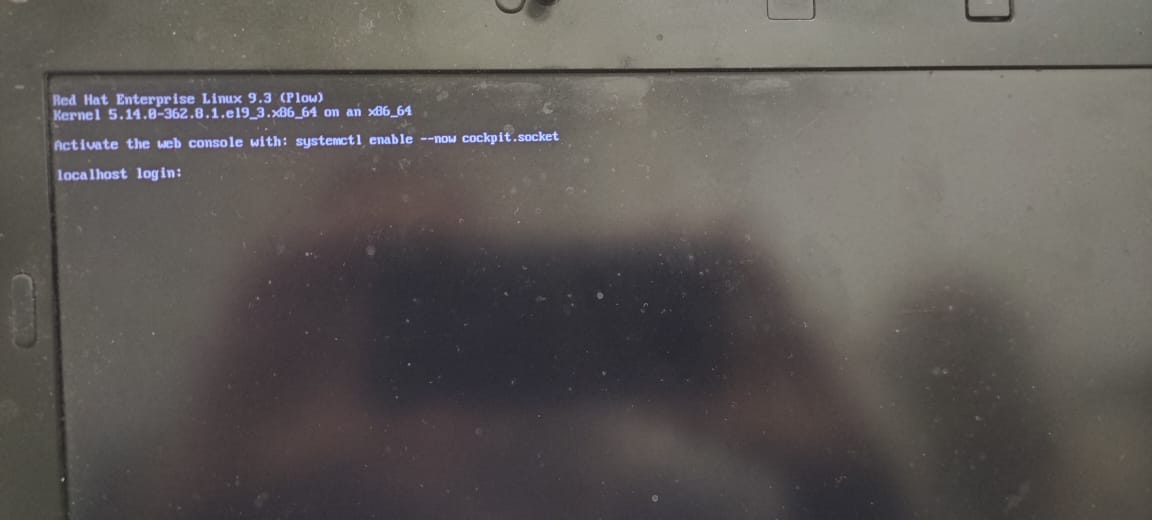 Red Hat Enterprise Linux 9.3 (Plow)
Kernel 5.14.0-362.8.1.el9_3.x86_64 on an x86_64
Activate the web console with: systemctl enable --now cockpit.socket
localhost login: